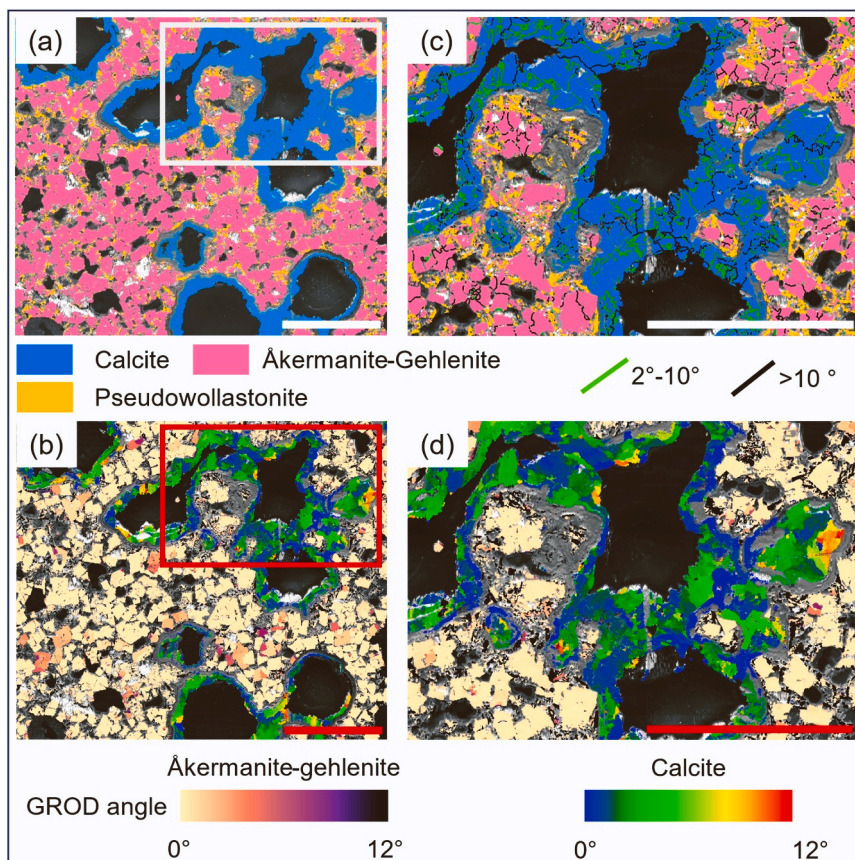 (a)
(c)
Calcite
Åkermanite-Gehlenite
2°-10°
>10 °
Pseudowollastonite
(b)
(d)
Åkermanite-gehlenite
Calcite
GROD angle
0°
12°
0°
12°